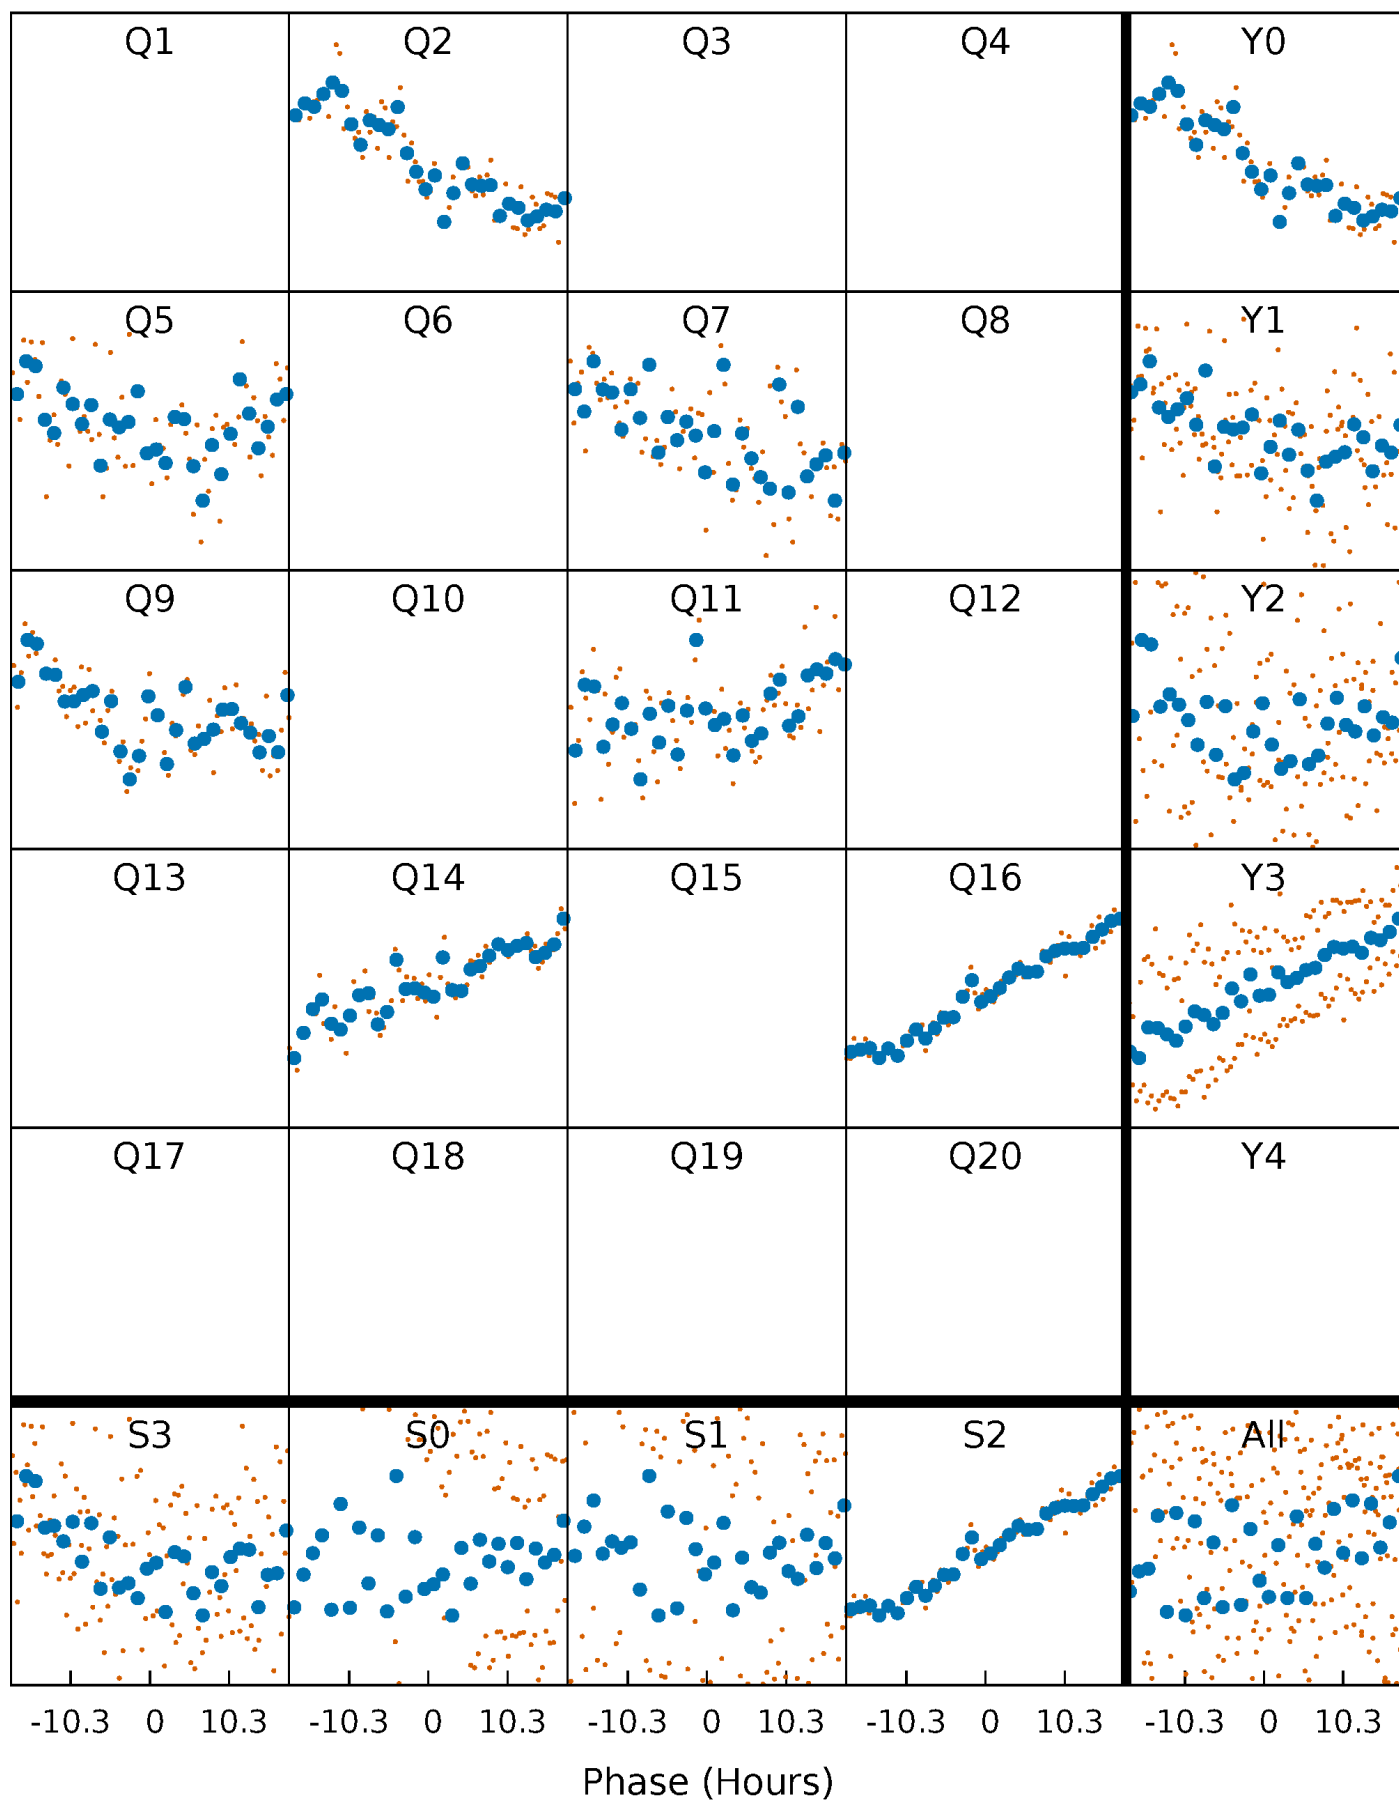 Q1 Q2 Q3 Q4 Y0
Q5 Q6 Q7 Q8 Y1
Q9 Q10 Q11 Q12 Y2
Q13 Q14 Q15 Q16 Y3
Q17 Q18 Q19 Q20 Y4
S3 S0 S1 S2 All
-10.3 0 10.3 -10.3 0 10.3 -10.3 0 10.3 -10.3 0 10.3 -10.3 0 10.3
Phase (Hours)